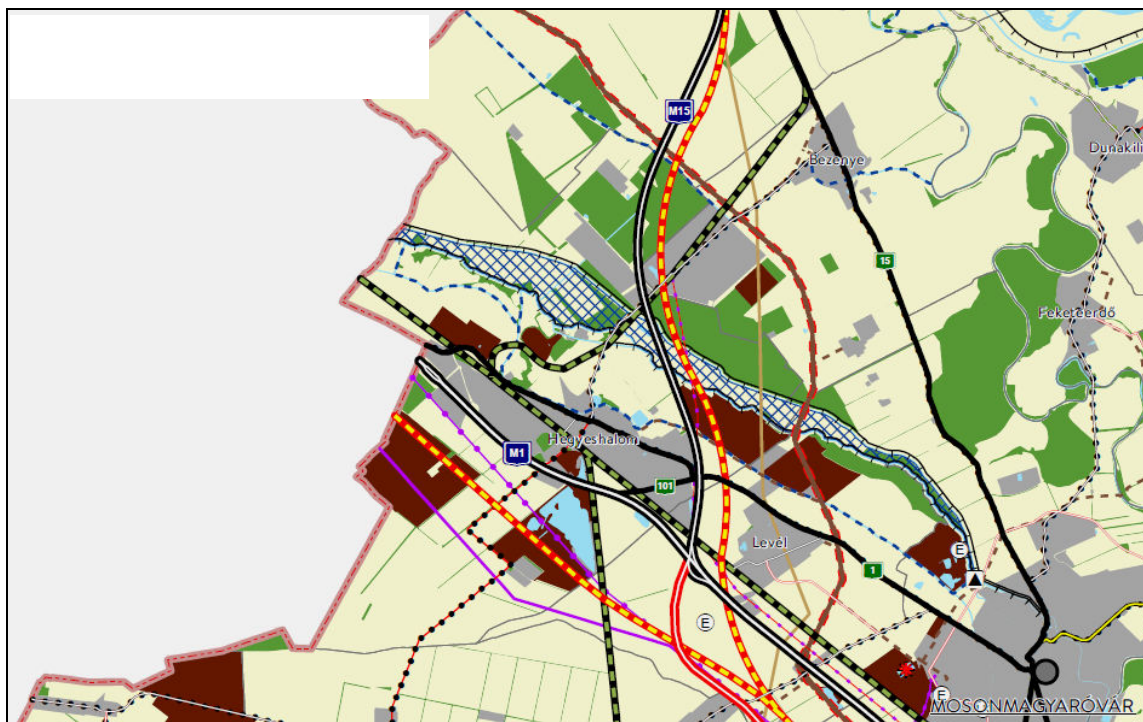 M15
Bezenye
Dunakili
15
Feketeerdő
Hegyeshalom
M1
101
Levél
1
E
E
E
MOSONMAGYARÓVÁR